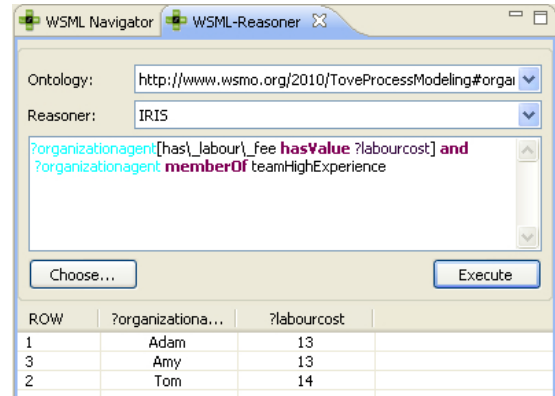 WSML Navigator WSML-Reasoner
Ontology: http://www.wsmo.org/2010/ToveProcessModeling#orgai
Reasoner: IRIS
?organizationagent[has\_labour\_fee hasValue ?labourcost] and
?organizationagent memberOf teamHighExperience
Choose... Execute
ROW ?organizationa... ?labourcost
1 Adam 13
3 Amy 13
2 Tom 14